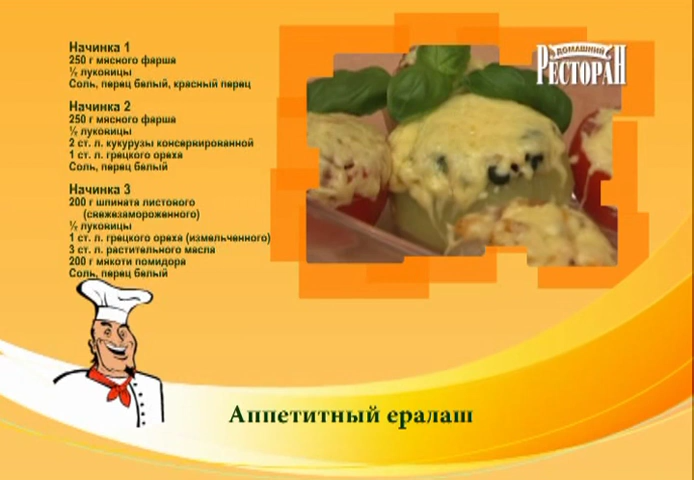 Начинка 1
250 г мясного фарша
½ луковицы
Соль, перец белый, красный перец
Начинка 2
250 г мясного фарша
½ луковицы
2 ст. л. кукурузы консервированной
1 ст. л. грецкого ореха
Соль, перец белый
Начинка 3
200 г шпината листового
(свежезамороженного)
½ луковицы
1 ст. л. грецкого ореха (измельченного)
3 ст. л. растительного масла
200 г мякоти помидора
Соль, перец белый
ДОМАШНИЙ
РЕСТОРАН
Аппетитный ералаш